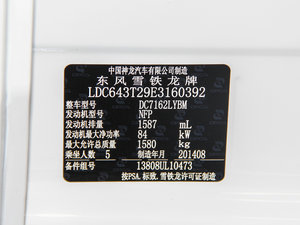 中国神龙汽车有限公司制造
东风雪铁龙牌
LDC643T29E3160392
整车型号 DC7162LYBM
发动机型号 NFP
发动机排量 1587 mL
发动机最大净功率 84 kW
最大允许总质量 1580 kg
乘坐人数 5 制造年月 201408
备件组号 13808UL10473
按PSA.标致.雪铁龙许可证制造